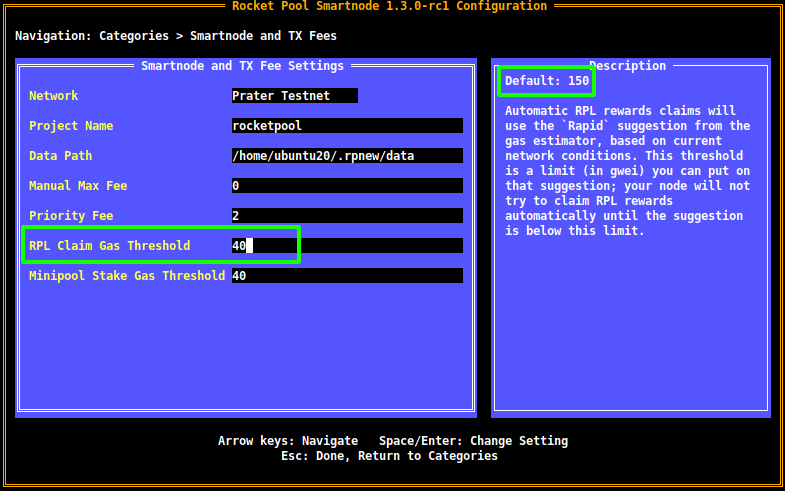 Rocket Pool Smartnode 1.3.0-rc1 Configuration
Navigation: Categories > Smartnode and TX Fees
Smartnode and TX Fee Settings
Network Prater Testnet
Project Name rocketpool
Data Path /home/ubuntu20/.rpnew/data
Manual Max Fee 0
Priority Fee 2
RPL Claim Gas Threshold 40
Minipool Stake Gas Threshold 40
Description
Default: 150
Automatic RPL rewards claims will
use the `Rapid` suggestion from the
gas estimator, based on current
network conditions. This threshold
is a limit (in gwei) you can put on
that suggestion; your node will not
try to claim RPL rewards
automatically until the suggestion
is below this limit.
Arrow keys: Navigate Space/Enter: Change Setting
Esc: Done, Return to Categories